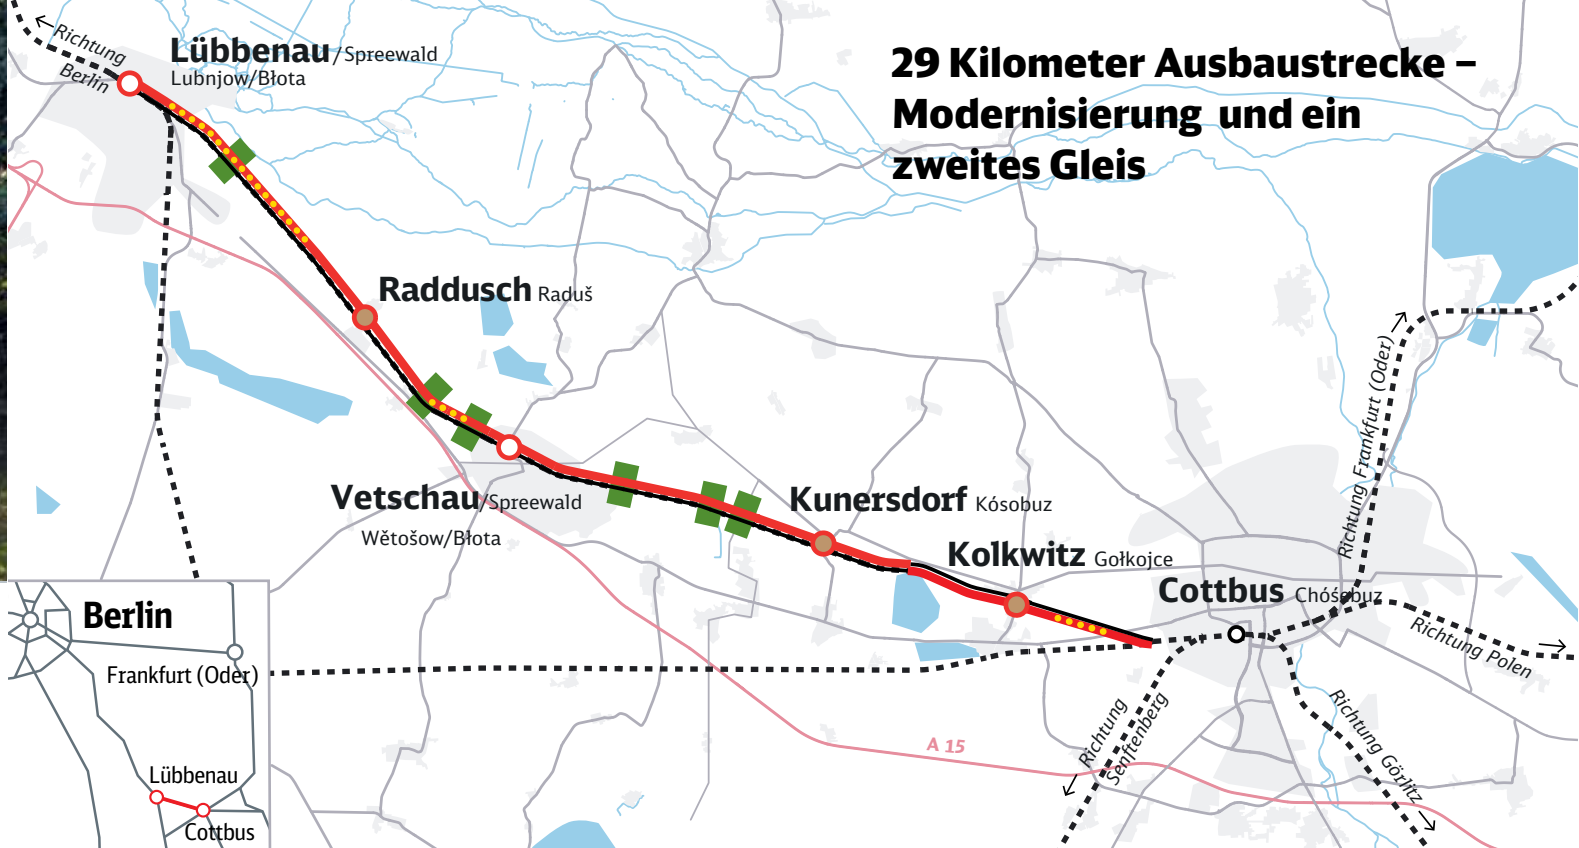 29 Kilometer Ausbaustrecke –
Modernisierung und ein
zweites Gleis
Richtung
Berlin
Lübbenau/Spreewald
Lubnjow/Błota
Raddusch Raduš
Vetschau/Spreewald
Wětošow/Błota
Kunersdorf Kósobuz
Kolkwitz Gołkojce
Cottbus Chóśebuz
Richtung Frankfurt (Oder)
Richtung Polen
Richtung Görlitz
Richtung
Senftenberg
A 15
Berlin
Frankfurt (Oder)
Lübbenau
Cottbus